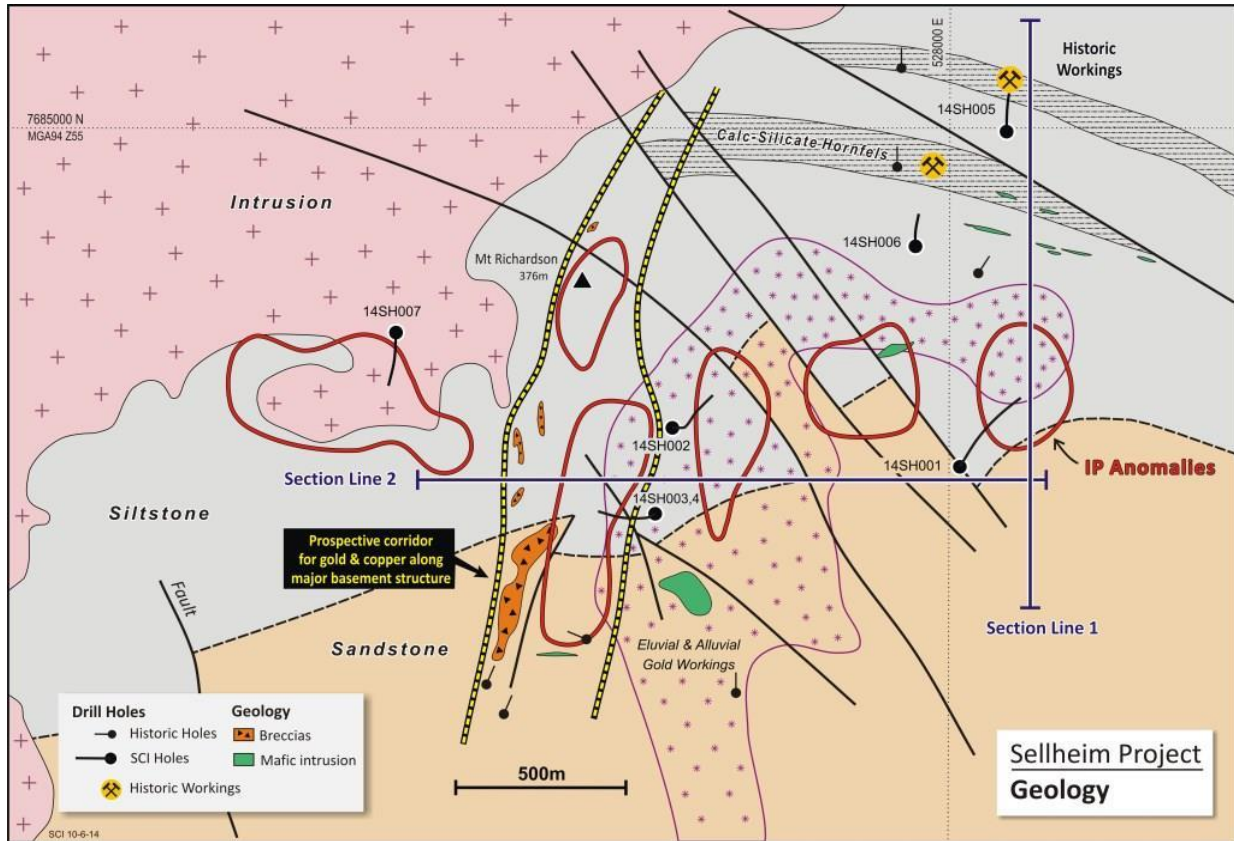 528000 E
Historic
Workings
14SH005
7685000 N
MGA94 Z55
Calc-Silicate-Hornfels
Intrusion
14SH006
Mt Richardson
376m
14SH007
14SH002
14SH001
IP Anomalies
Section Line 2
14SH003,4
Siltstone
Prospective corridor
for gold & copper along
major basement structure
Fault
Section Line 1
Sandstone
Eluvial & Alluvial
Gold Workings
Drill Holes
Historic Holes
SCI Holes
Historic Workings
Geology
Breccias
Mafic intrusion
500m
Sellheim Project
Geology
SCI 10-6-14